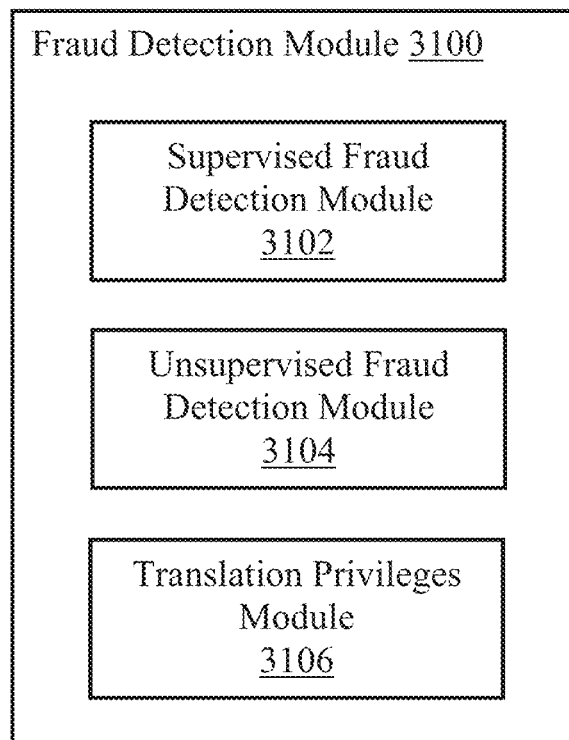 Fraud Detection Module 3100
Supervised Fraud
Detection Module
3102
Unsupervised Fraud
Detection Module
3104
Translation Privileges
Module
3106